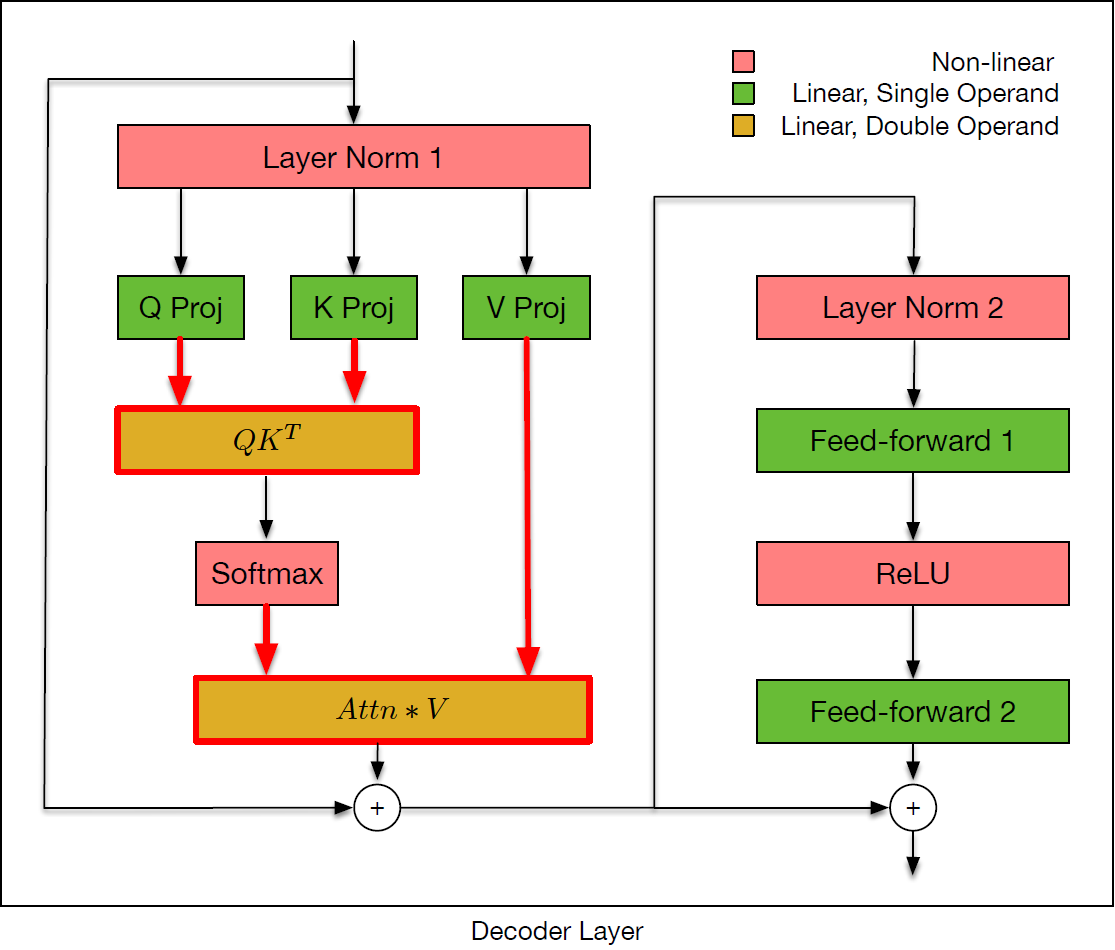 Non-linear
Linear, Single Operand
Linear, Double Operand
Layer Norm 1
Q Proj
K Proj
V Proj
QK^T
Softmax
Attn * V
+
Layer Norm 2
Feed-forward 1
ReLU
Feed-forward 2
+
Decoder Layer